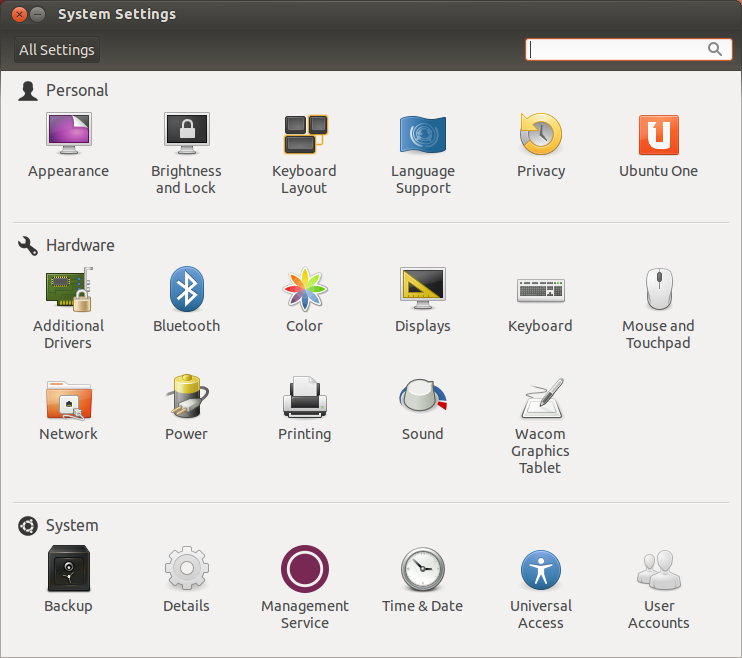 System Settings
All Settings
Personal
Appearance
Brightness
and Lock
Keyboard
Layout
Language
Support
Privacy
Ubuntu One
Hardware
Additional
Drivers
Bluetooth
Color
Displays
Keyboard
Mouse and
Touchpad
Network
Power
Printing
Sound
Wacom
Graphics
Tablet
System
Backup
Details
Management
Service
Time & Date
Universal
Access
User
Accounts